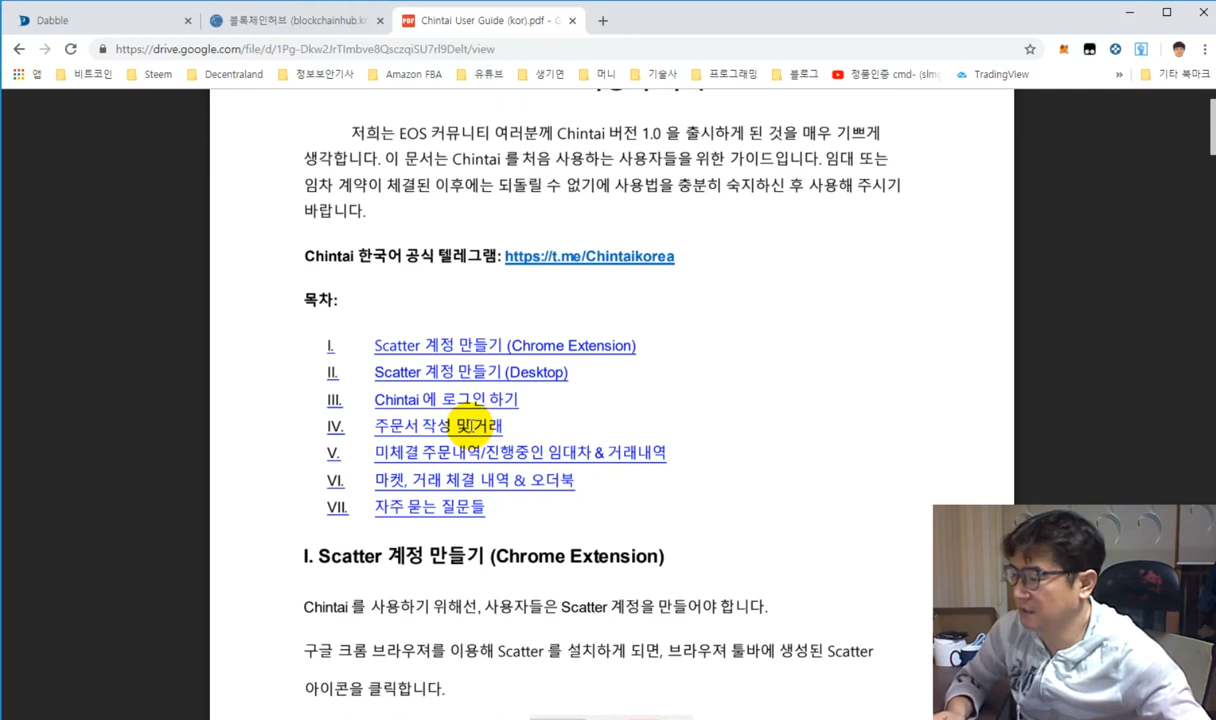 Dabble
블록체인허브 (blockchainhub.kr
Chintai User Guide (kor).pdf - G
https://drive.google.com/file/d/1Pg-Dkw2JrTlmbve8QsczqiSU7rl9Delt/view
앱 비트코인 Steem Decentraland 정보보안기사 Amazon FBA 유튜브 생기연 머니 기술사 프로그래밍 블로그 정품인증 cmd- (slmg TradingView » 기타 북마크
저희는 EOS 커뮤니티 여러분께 Chintai 버전 1.0 을 출시하게 된 것을 매우 기쁘게
생각합니다. 이 문서는 Chintai 를 처음 사용하는 사용자들을 위한 가이드입니다. 임대 또는
임차 계약이 체결된 이후에는 되돌릴 수 없기에 사용법을 충분히 숙지하신 후 사용해 주시기
바랍니다.
Chintai 한국어 공식 텔레그램: https://t.me/Chintaikorea
목차:
I. Scatter 계정 만들기 (Chrome Extension)
II. Scatter 계정 만들기 (Desktop)
III. Chintai 에 로그인 하기
IV. 주문서 작성 및 거래
V. 미체결 주문내역/진행중인 임대차 & 거래내역
VI. 마켓, 거래 체결 내역 & 오더북
VII. 자주 묻는 질문들
I. Scatter 계정 만들기 (Chrome Extension)
Chintai 를 사용하기 위해선, 사용자들은 Scatter 계정을 만들어야 합니다.
구글 크롬 브라우져를 이용해 Scatter 를 설치하게 되면, 브라우져 툴바에 생성된 Scatter
아이콘을 클릭합니다.